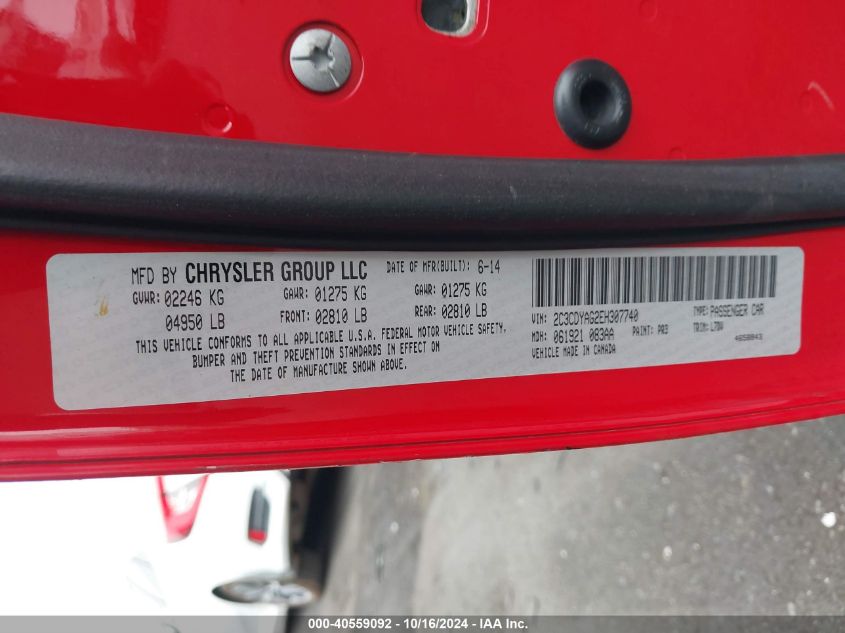 MFD BY CHRYSLER GROUP LLC DATE OF MFR(BUILT): 6-14
GVWR: 02246 KG GAWR: 01275 KG GAWR: 01275 KG
04950 LB FRONT: 02810 LB REAR: 02810 LB
THIS VEHICLE CONFORMS TO ALL APPLICABLE U.S.A. FEDERAL MOTOR VEHICLE SAFETY,
BUMPER AND THEFT PREVENTION STANDARDS IN EFFECT ON
THE DATE OF MANUFACTURE SHOWN ABOVE.
VIN: 2C3CDYAG2EH307740 TYPE: PASSENGER CAR
MDH: 061921 083AA PAINT: PR3 TRIM: L7DV
VEHICLE MADE IN CANADA
000-40559092 - 10/16/2024 - IAA Inc.